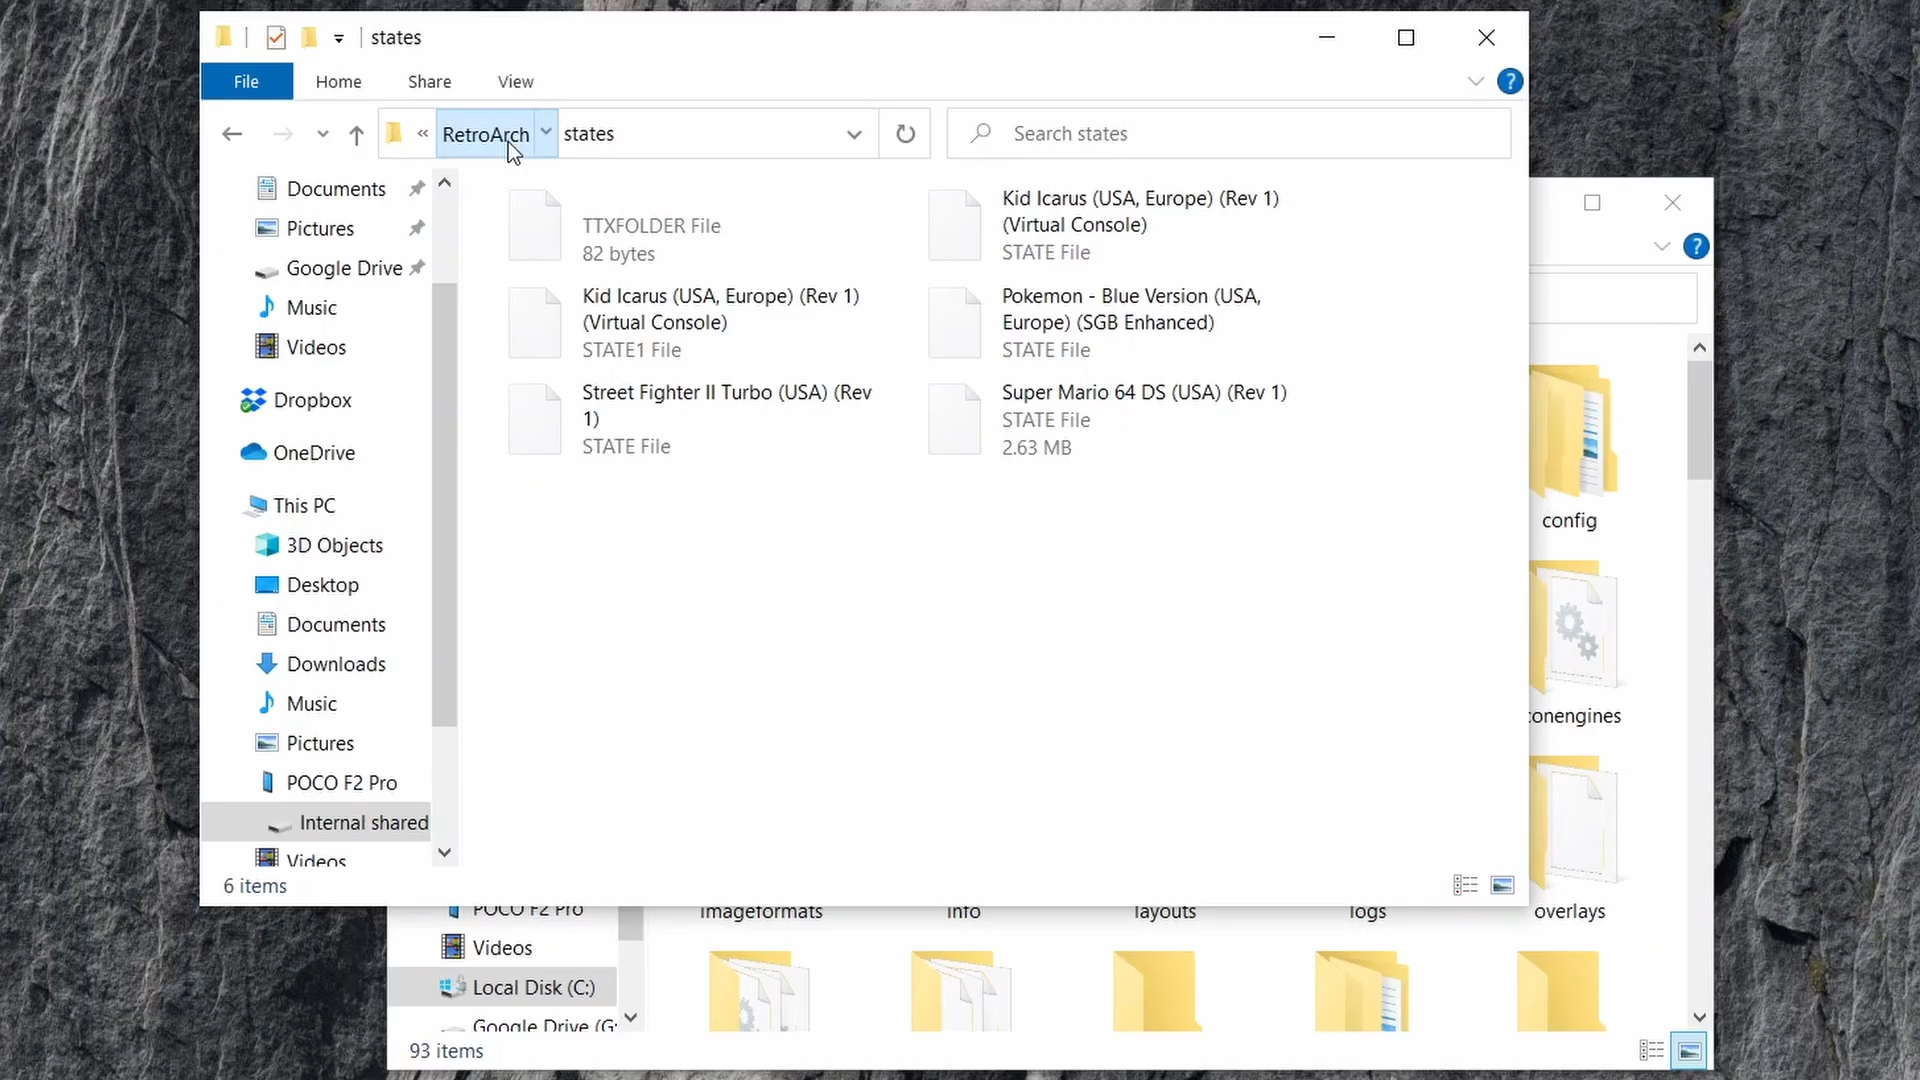 states
File
Home
Share
View
?
«
RetroArch
states
Search states
Documents
Pictures
Google Drive
Music
Videos
Dropbox
OneDrive
This PC
3D Objects
Desktop
Documents
Downloads
Music
Pictures
POCO F2 Pro
Internal shared
Videos
TTXFOLDER File
82 bytes
Kid Icarus (USA, Europe) (Rev 1)
(Virtual Console)
STATE File
Kid Icarus (USA, Europe) (Rev 1)
(Virtual Console)
STATE1 File
Pokemon - Blue Version (USA,
Europe) (SGB Enhanced)
STATE File
Street Fighter II Turbo (USA) (Rev
1)
STATE File
Super Mario 64 DS (USA) (Rev 1)
STATE File
2.63 MB
6 items
?
config
conengines
imageformats
info
layouts
logs
overlays
POCO F2 Pro
Videos
Local Disk (C:)
Google Drive (G:
93 items